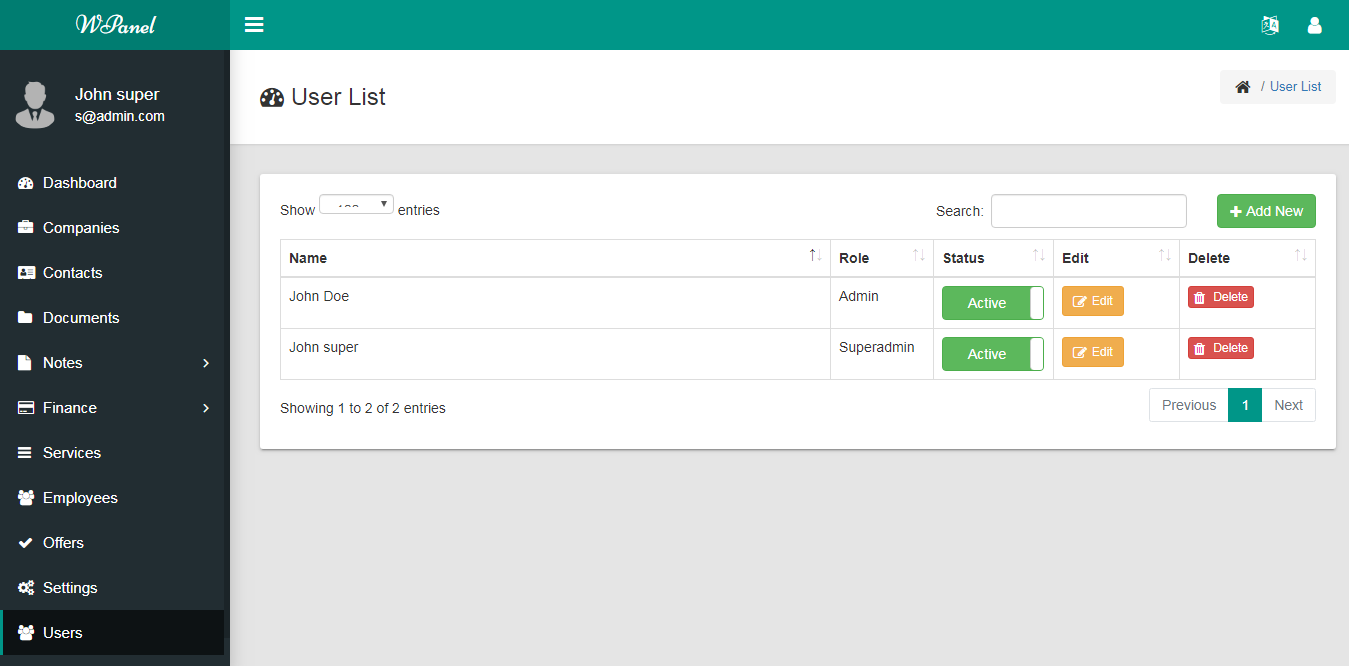 WPanel
John super
s@admin.com
Dashboard
Companies
Contacts
Documents
Notes
Finance
Services
Employees
Offers
Settings
Users
User List
/ User List
Show entries
Search:
Add New
Name Role Status Edit Delete
John Doe Admin Active Edit Delete
John super Superadmin Active Edit Delete
Showing 1 to 2 of 2 entries
Previous 1 Next